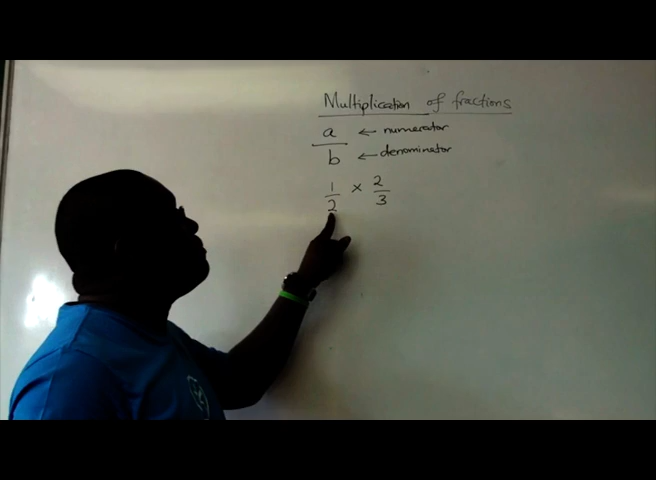 Multiplication of fractions
a ← numerator
b ← denominator
1/2 × 2/3